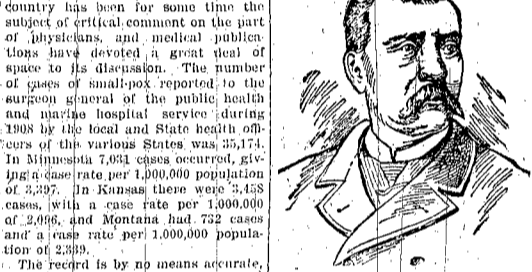 country has been for some time the
subject of critical comment on the part
of physicians, and medical publica-
tions have devoted a great deal of
space to its discussion. The number
of cases of small-pox reported to the
surgeon general of the public health
and marine hospital service during
1908 by the local and State health offi-
cers of the various States was 35,174.
In Minnesota 7,031 cases occurred, giv-
ing a case rate per 1,000,000 population
of 3,397. In Kansas there were 3,458
cases, with a case rate per 1,000,000
of 2,096, and Montana had 732 cases
and a case rate per 1,000,000 popula-
tion of 2,339.
The record is by no means accurate,